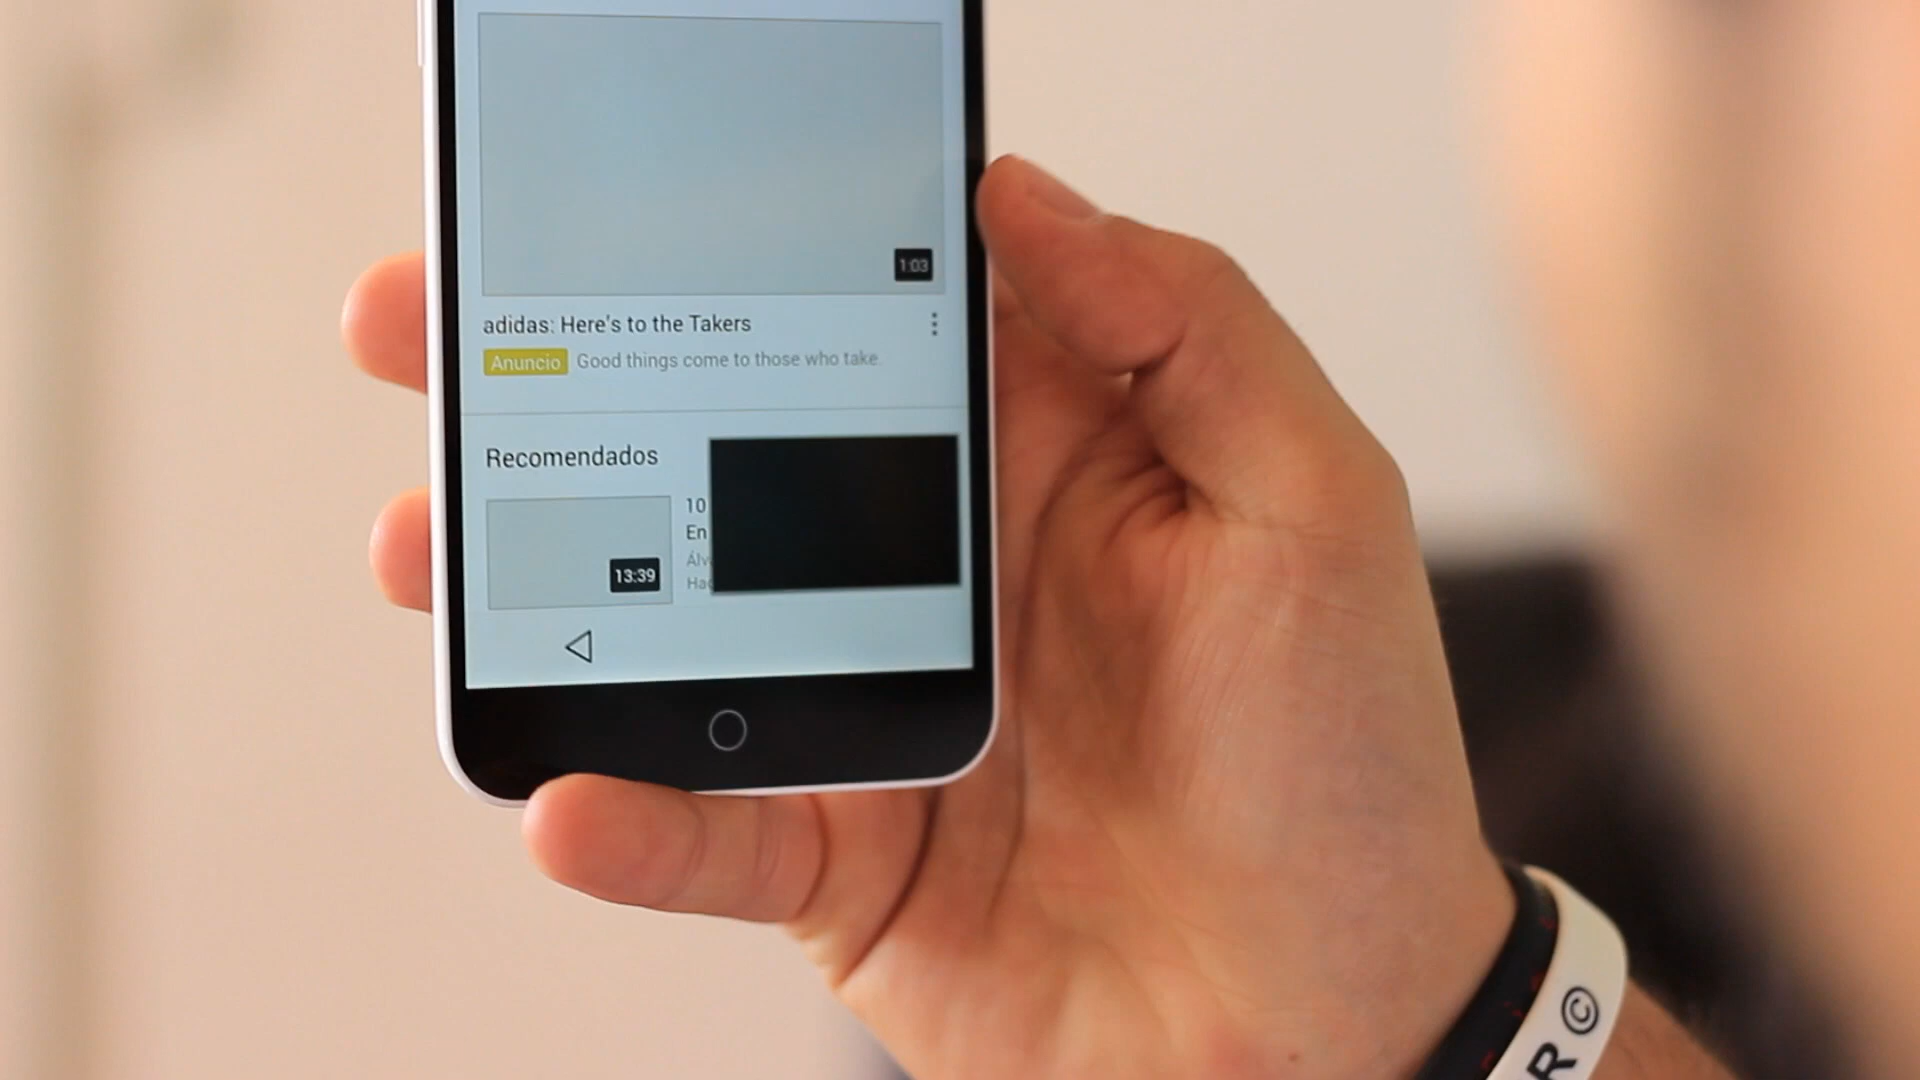 1:03
adidas: Here's to the Takers
Anuncio Good things come to those who take.
Recomendados
10
En
13:39
R ©